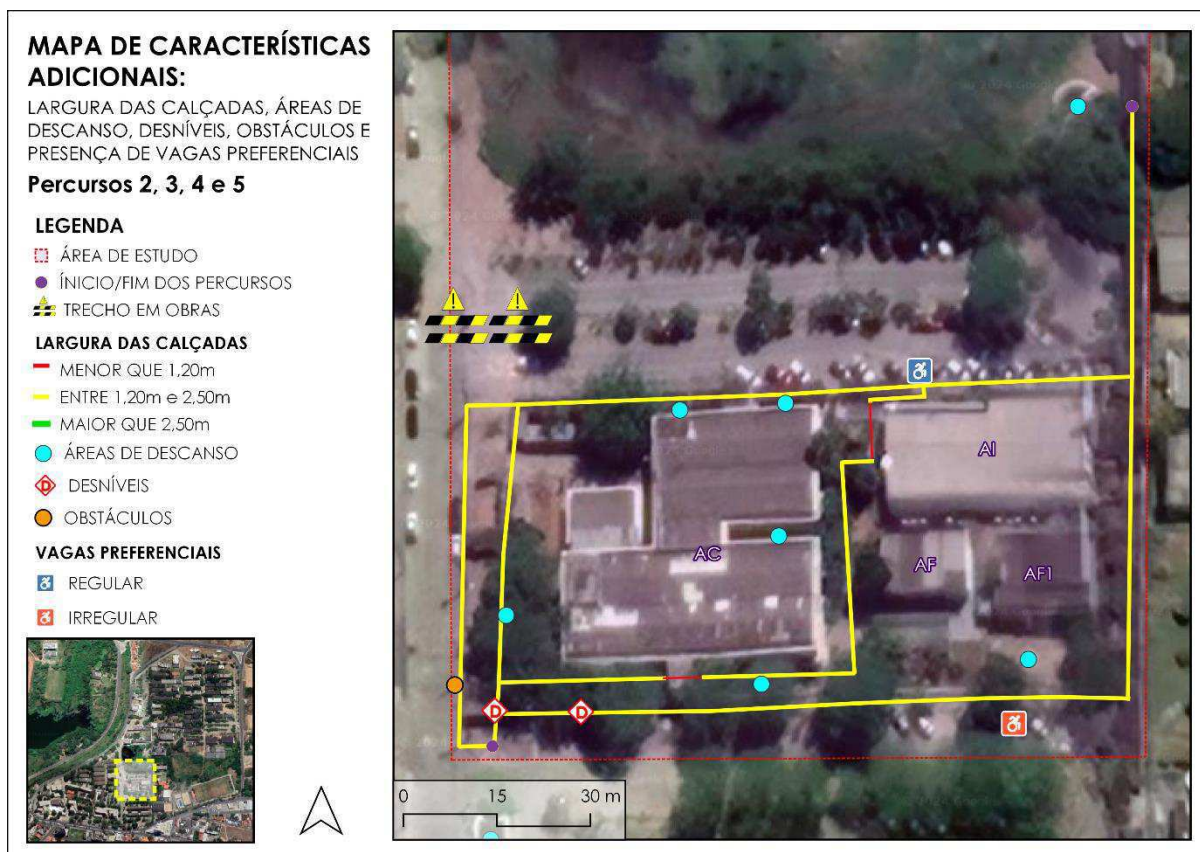 MAPA DE CARACTERÍSTICAS
ADICIONAIS:
LARGURA DAS CALÇADAS, ÁREAS DE
DESCANSO, DESNÍVEIS, OBSTÁCULOS E
PRESENÇA DE VAGAS PREFERENCIAIS
Percursos 2, 3, 4 e 5
LEGENDA
ÁREA DE ESTUDO
ÍNICIO/FIM DOS PERCURSOS
TRECHO EM OBRAS
LARGURA DAS CALÇADAS
MENOR QUE 1,20m
ENTRE 1,20m e 2,50m
MAIOR QUE 2,50m
ÁREAS DE DESCANSO
D DESNÍVEIS
OBSTÁCULOS
VAGAS PREFERENCIAIS
REGULAR
IRREGULAR
AI
AC
AF
AF1
D
D
0 15 30 m